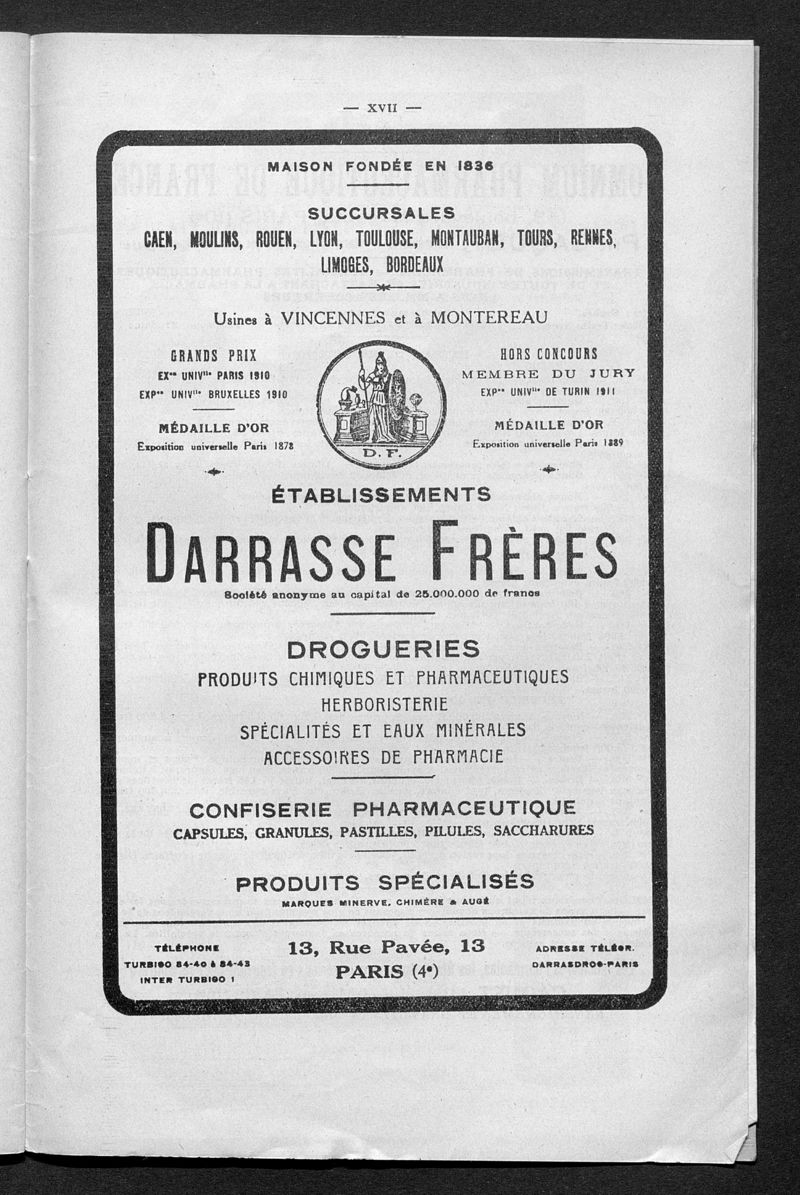 — XVII —
MAISON FONDÉE EN 1836
SUCCURSALES
CAEN, MOULINS, ROUEN, LYON, TOULOUSE, MONTAUBAN, TOURS, RENNES,
LIMOGES, BORDEAUX
Usines à VINCENNES et à MONTEREAU
GRANDS PRIX
EXᵒⁿ UNIVˡˡᵉ PARIS 1910
EXPᵒⁿ UNIVˡˡᵉ BRUXELLES 1910
MÉDAILLE D'OR
Exposition universelle Paris 1878
D. F.
HORS CONCOURS
MEMBRE DU JURY
EXPᵒⁿ UNIVˡˡᵉ DE TURIN 1911
MÉDAILLE D'OR
Exposition universelle Paris 1889
ÉTABLISSEMENTS
DARRASSE FRÈRES
Société anonyme au capital de 25.000.000 de francs
DROGUERIES
PRODUITS CHIMIQUES ET PHARMACEUTIQUES
HERBORISTERIE
SPÉCIALITÉS ET EAUX MINÉRALES
ACCESSOIRES DE PHARMACIE
CONFISERIE PHARMACEUTIQUE
CAPSULES, GRANULES, PASTILLES, PILULES, SACCHARURES
PRODUITS SPÉCIALISÉS
MARQUES MINERVE, CHIMÈRE & AUGÉ
TÉLÉPHONE
TURBIGO 84-40 à 84-43
INTER TURBIGO 1
13, Rue Pavée, 13
PARIS (4ᵉ)
ADRESSE TÉLÉGR.
DARRASDROG-PARIS